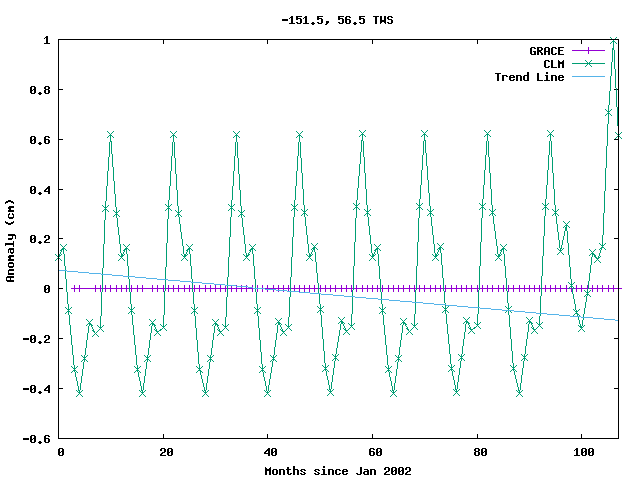 -151.5, 56.5 TWS
GRACE
CLM
Trend Line
1
0.8
0.6
0.4
0.2
0
-0.2
-0.4
-0.6
Anomaly (cm)
0 20 40 60 80 100
Months since Jan 2002